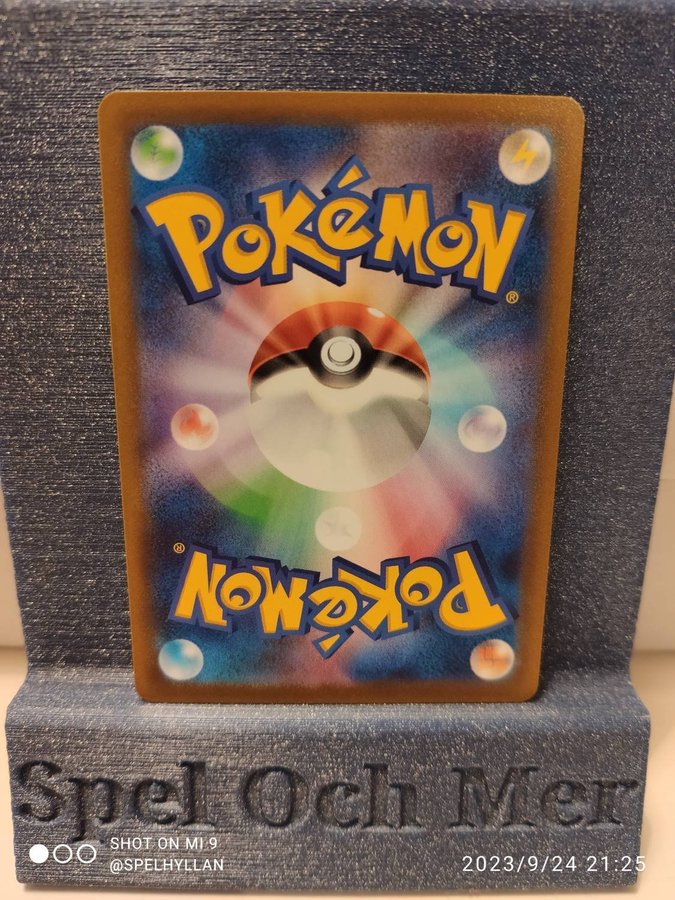 POKéMON
®
®
POKéMON
Spel Och Mer
SHOT ON MI 9
@SPELHYLLAN
2023/9/24 21:25